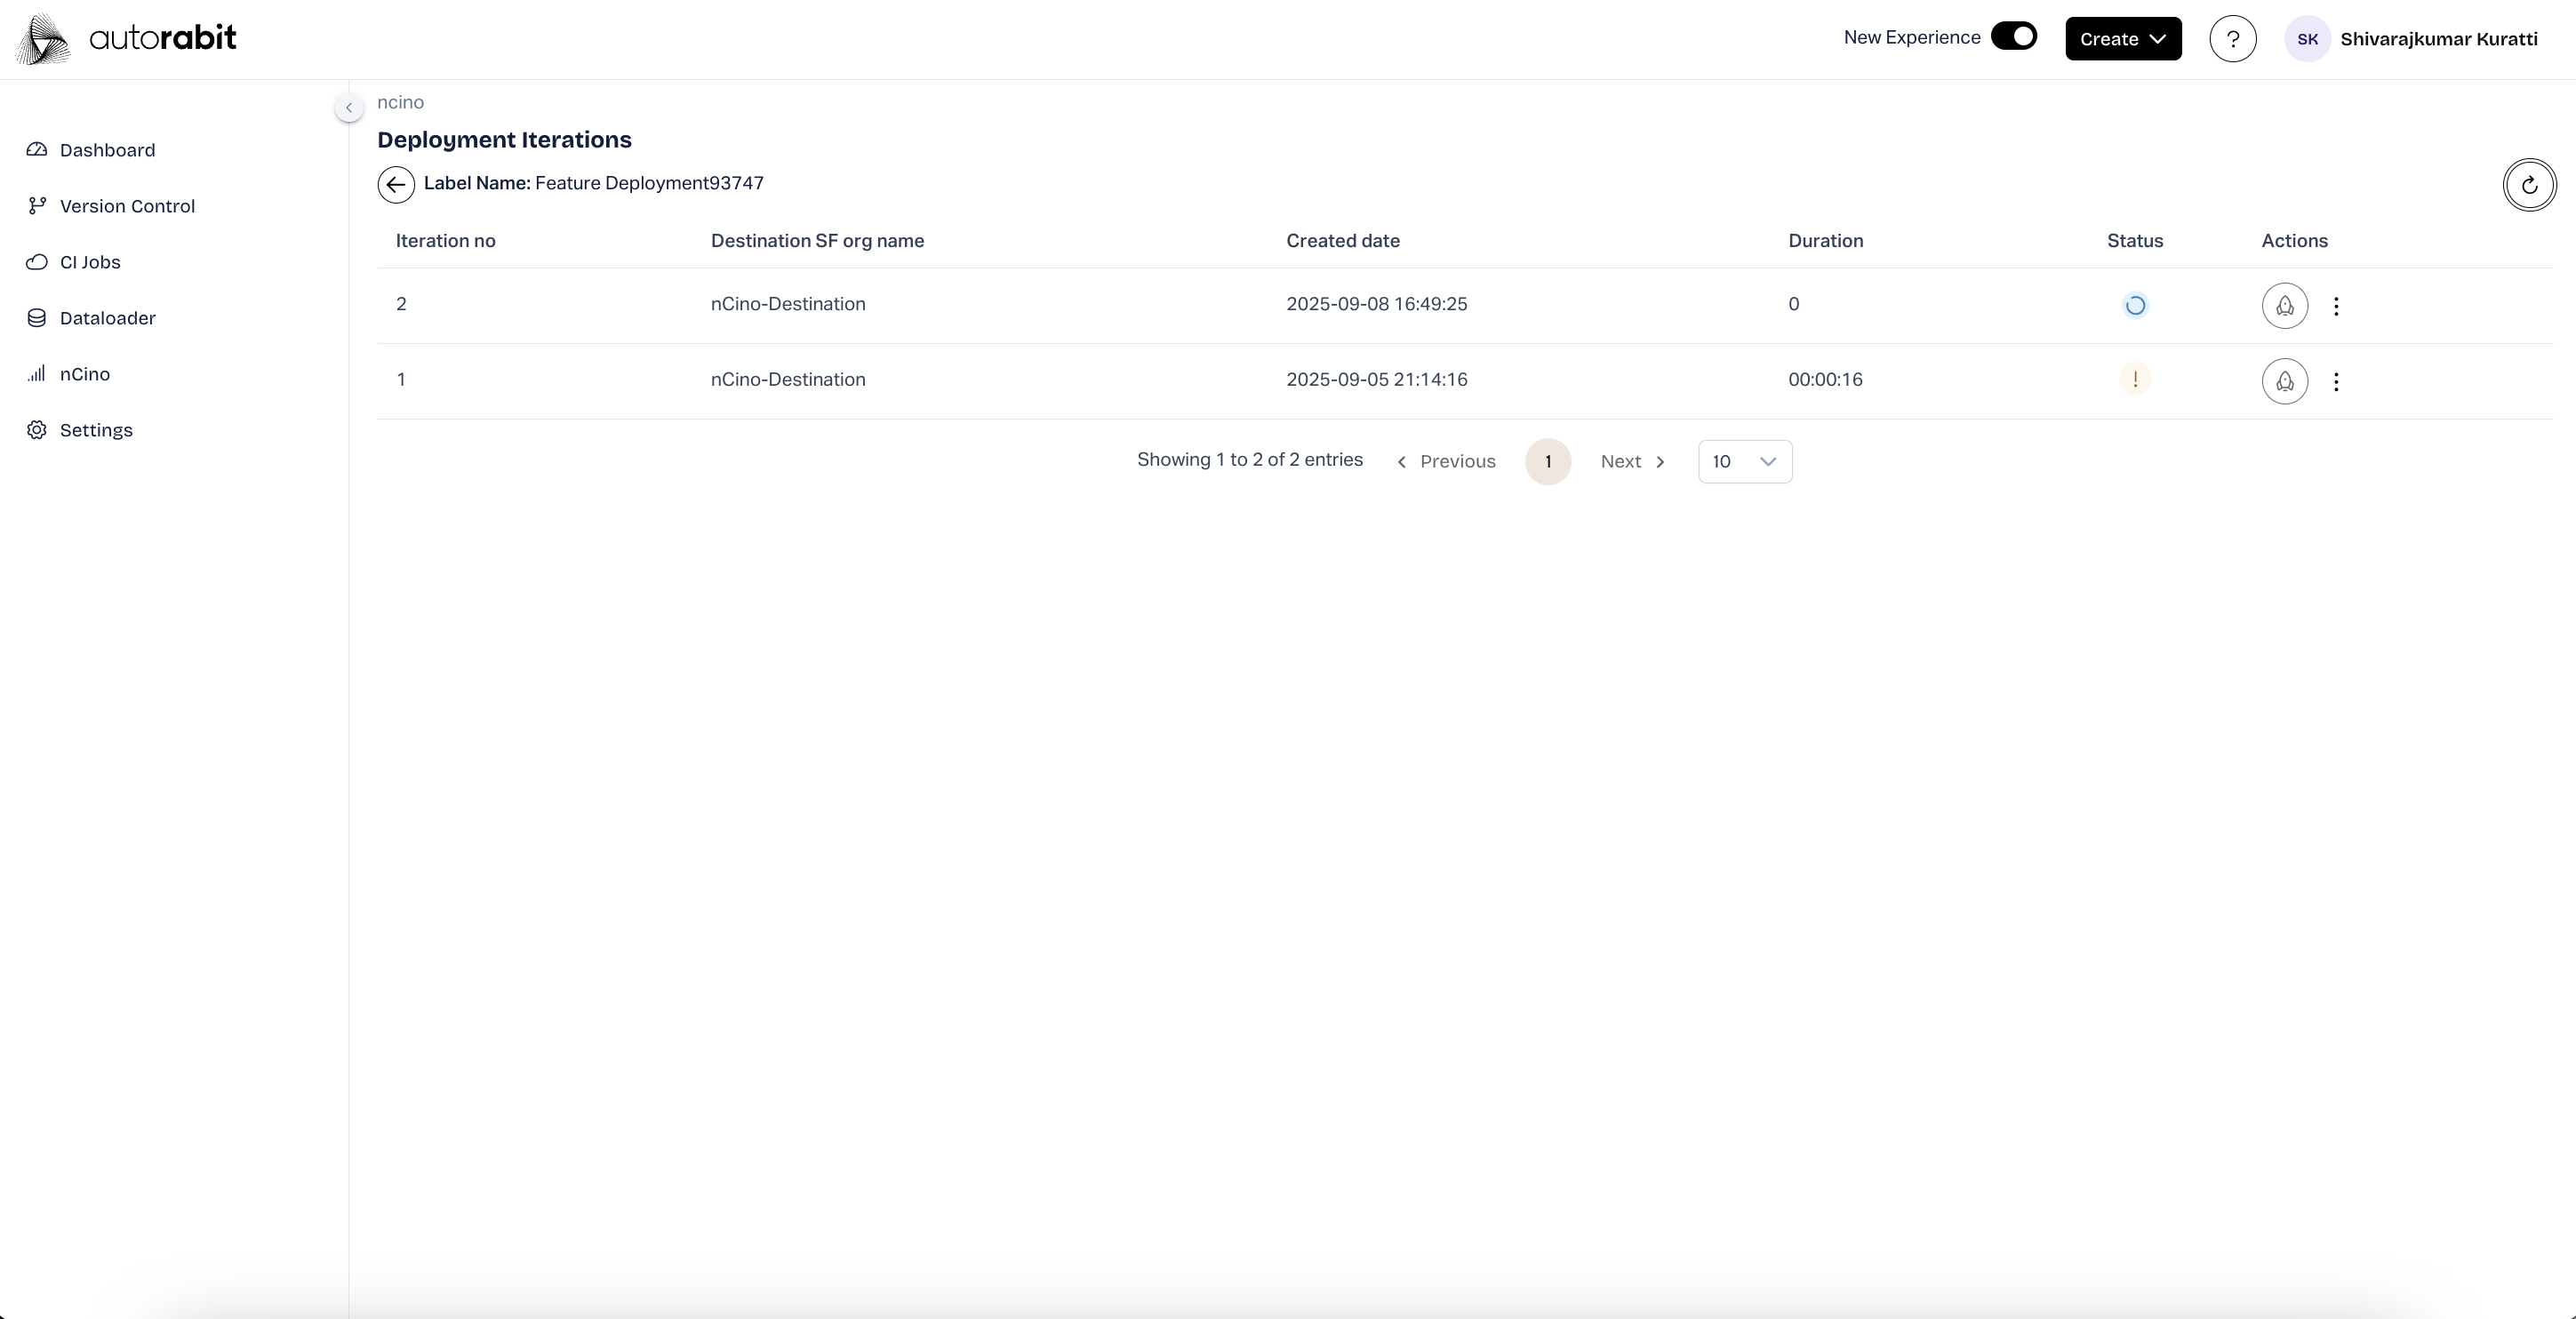 autorabit
New Experience
Create
?
SK
Shivarajkumar Kuratti
Dashboard
Version Control
CI Jobs
Dataloader
nCino
Settings
ncino
Deployment Iterations
Label Name: Feature Deployment93747
Iteration no Destination SF org name Created date Duration Status Actions
2 nCino-Destination 2025-09-08 16:49:25 0
1 nCino-Destination 2025-09-05 21:14:16 00:00:16 !
Showing 1 to 2 of 2 entries Previous 1 Next 10